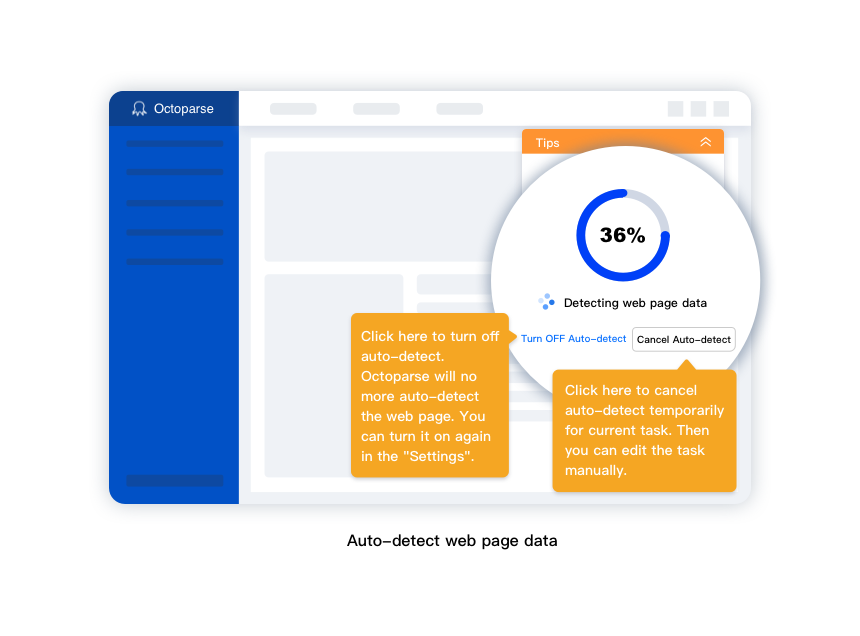 Octoparse
Tips
36%
Detecting web page data
Turn OFF Auto-detect
Cancel Auto-detect
Click here to turn off
auto-detect.
Octoparse will no
more auto-detect
the web page. You
can turn it on again
in the "Settings".
Click here to cancel
auto-detect temporarily
for current task. Then
you can edit the task
manually.
Auto-detect web page data